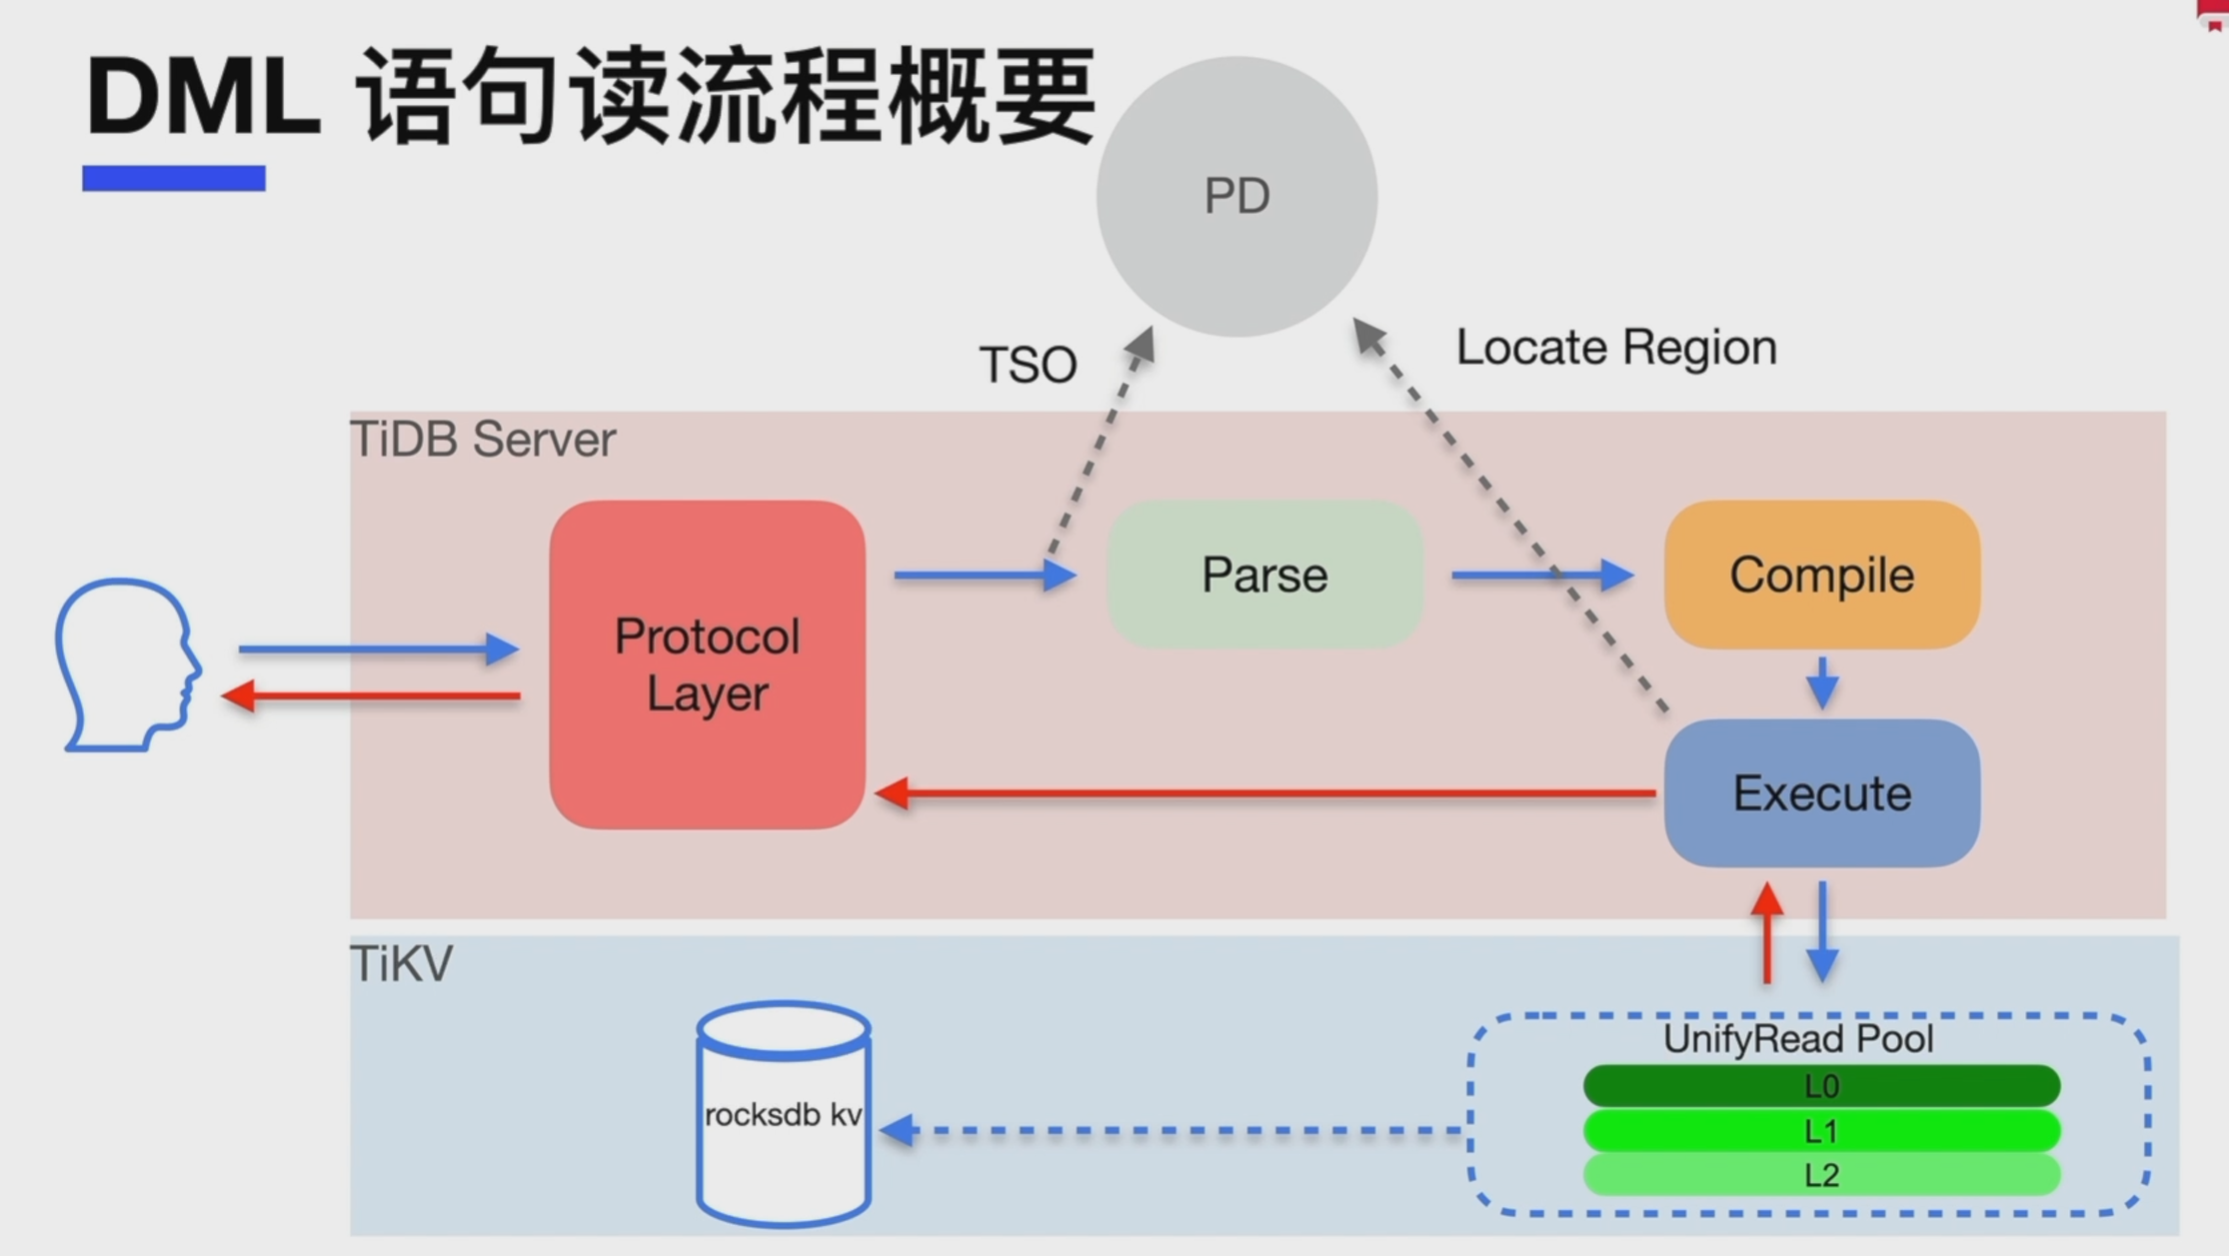 DML 语句读流程概要
PD
TSO
Locate Region
TiDB Server
Protocol
Layer
Parse
Compile
Execute
TiKV
rocksdb kv
UnifyRead Pool
L0
L1
L2